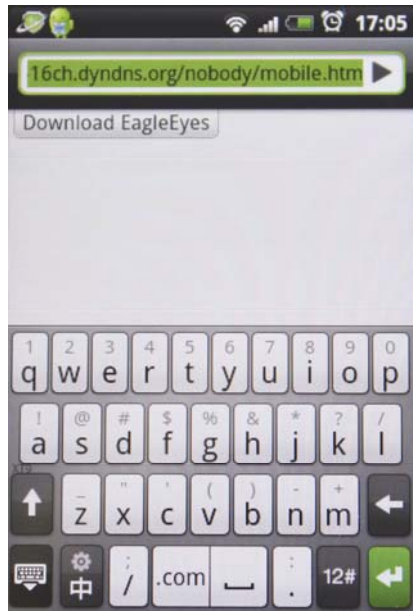 17:05
16ch.dyndns.org/nobody/mobile.htm
Download EagleEyes
1 2 3 4 5 6 7 8 9 0
q w e r t y u i o p
! @ # $ % & * ? /
a s d f g h j k l
XT9
_ " ' ( ) - +
z x c v b n m
; :
中 / .com . 12#